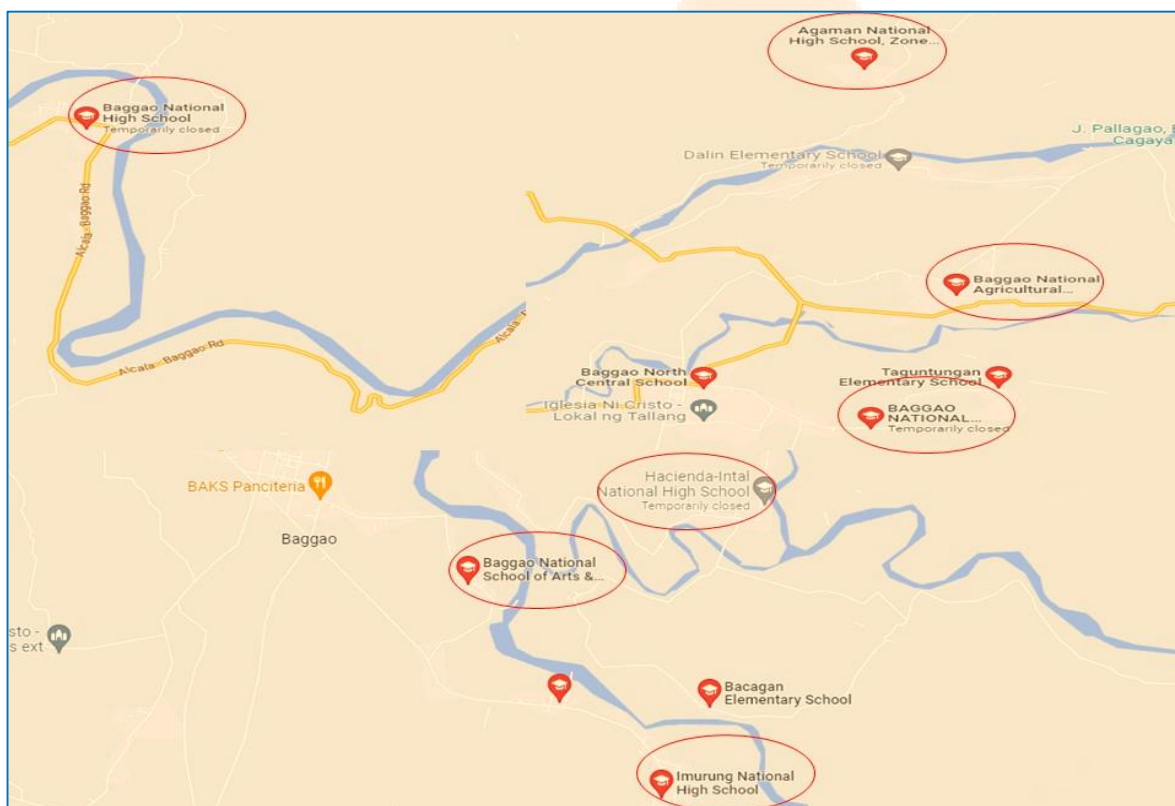 Agaman National
High School, Zone...
Baggao National
High School
Temporarily closed
J. Pallagao,
Cagaya
Dalin Elementary School
Temporarily closed
Alcala - Baggao Rd
Baggao National
Agricultural...
Alcala - Baggao Rd
Alcala
Baggao North
Central School
Taguntungan
Elementary School
Iglesia Ni Cristo -
Lokal ng Tallang
BAGGAO
NATIONAL...
Temporarily closed
BAKS Panciteria
Hacienda-Intal
National High School
Temporarily closed
Baggao
Baggao National
School of Arts &...
sto -
s ext
Bacagan
Elementary School
Imurung National
High School